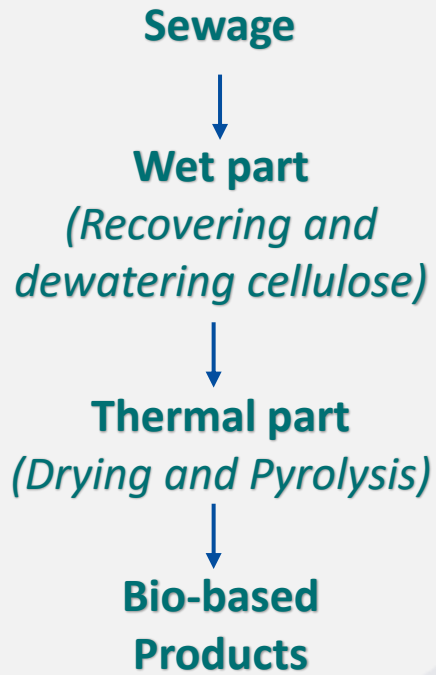 Sewage
Wet part
(Recovering and
dewatering cellulose)
Thermal part
(Drying and Pyrolysis)
Bio-based
Products